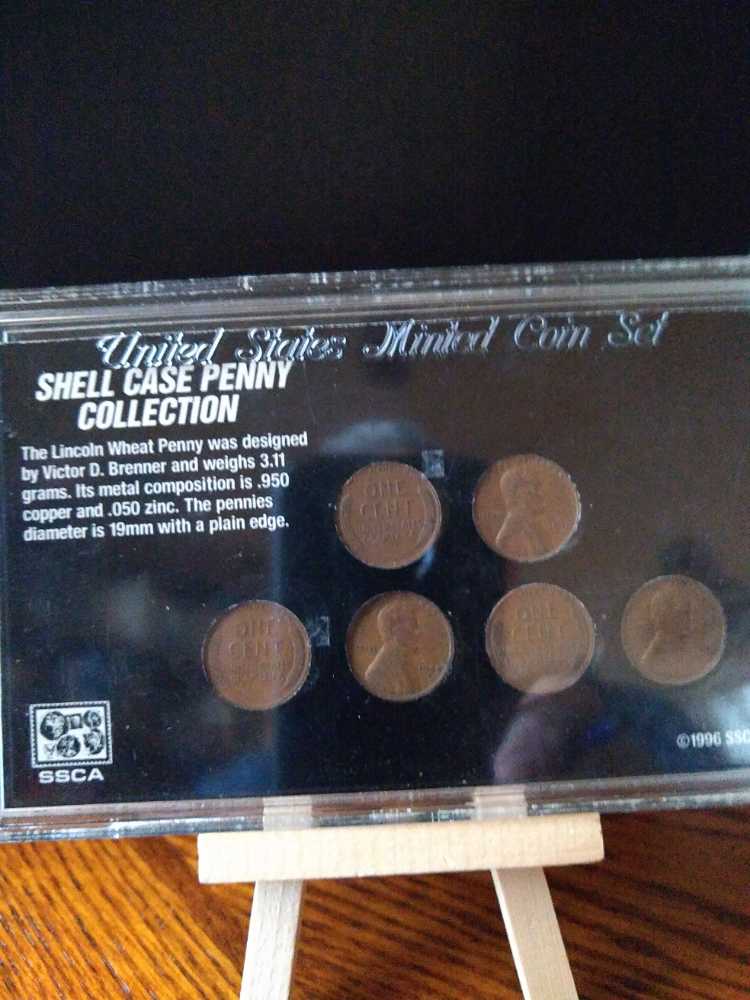 United States Minted Coin Set
SHELL CASE PENNY
COLLECTION
The Lincoln Wheat Penny was designed
by Victor D. Brenner and weighs 3.11
grams. Its metal composition is .950
copper and .050 zinc. The pennies
diameter is 19mm with a plain edge.
ONE
CENT
ONE
CENT
ONE
CENT
SSCA
©1996 SSC